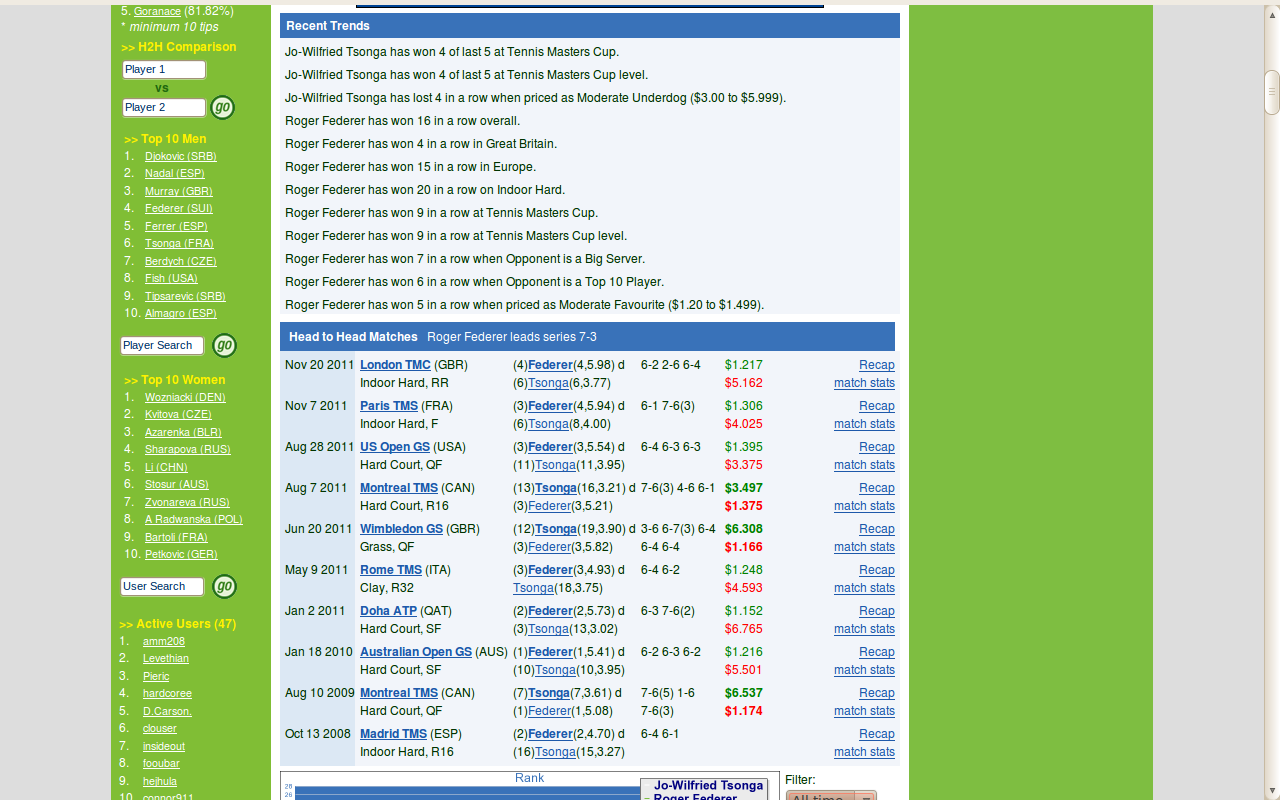 5. Goranace (81.82%)
* minimum 10 tips
>> H2H Comparison
Player 1
vs
Player 2
go
>> Top 10 Men
1. Djokovic (SRB)
2. Nadal (ESP)
3. Murray (GBR)
4. Federer (SUI)
5. Ferrer (ESP)
6. Tsonga (FRA)
7. Berdych (CZE)
8. Fish (USA)
9. Tipsarevic (SRB)
10. Almagro (ESP)
Player Search
go
>> Top 10 Women
1. Wozniacki (DEN)
2. Kvitova (CZE)
3. Azarenka (BLR)
4. Sharapova (RUS)
5. Li (CHN)
6. Stosur (AUS)
7. Zvonareva (RUS)
8. A Radwanska (POL)
9. Bartoli (FRA)
10. Petkovic (GER)
User Search
go
>> Active Users (47)
1. amm208
2. Levethian
3. Pieric
4. hardcoree
5. D.Carson.
6. clouser
7. insideout
8. fooubar
9. hejhula
10. connor911
Recent Trends
Jo-Wilfried Tsonga has won 4 of last 5 at Tennis Masters Cup.
Jo-Wilfried Tsonga has won 4 of last 5 at Tennis Masters Cup level.
Jo-Wilfried Tsonga has lost 4 in a row when priced as Moderate Underdog ($3.00 to $5.999).
Roger Federer has won 16 in a row overall.
Roger Federer has won 4 in a row in Great Britain.
Roger Federer has won 15 in a row in Europe.
Roger Federer has won 20 in a row on Indoor Hard.
Roger Federer has won 9 in a row at Tennis Masters Cup.
Roger Federer has won 9 in a row at Tennis Masters Cup level.
Roger Federer has won 7 in a row when Opponent is a Big Server.
Roger Federer has won 6 in a row when Opponent is a Top 10 Player.
Roger Federer has won 5 in a row when priced as Moderate Favourite ($1.20 to $1.499).
Head to Head Matches Roger Federer leads series 7-3
Nov 20 2011 London TMC (GBR) (4)Federer(4,5.98) d 6-2 2-6 6-4 $1.217 Recap
Indoor Hard, RR (6)Tsonga(6,3.77) $5.162 match stats
Nov 7 2011 Paris TMS (FRA) (3)Federer(4,5.94) d 6-1 7-6(3) $1.306 Recap
Indoor Hard, F (6)Tsonga(8,4.00) $4.025 match stats
Aug 28 2011 US Open GS (USA) (3)Federer(3,5.54) d 6-4 6-3 6-3 $1.395 Recap
Hard Court, QF (11)Tsonga(11,3.95) $3.375 match stats
Aug 7 2011 Montreal TMS (CAN) (13)Tsonga(16,3.21) d 7-6(3) 4-6 6-1 $3.497 Recap
Hard Court, R16 (3)Federer(3,5.21) $1.375 match stats
Jun 20 2011 Wimbledon GS (GBR) (12)Tsonga(19,3.90) d 3-6 6-7(3) 6-4 $6.308 Recap
Grass, QF (3)Federer(3,5.82) 6-4 6-4 $1.166 match stats
May 9 2011 Rome TMS (ITA) (3)Federer(3,4.93) d 6-4 6-2 $1.248 Recap
Clay, R32 Tsonga(18,3.75) $4.593 match stats
Jan 2 2011 Doha ATP (QAT) (2)Federer(2,5.73) d 6-3 7-6(2) $1.152 Recap
Hard Court, SF (3)Tsonga(13,3.02) $6.765 match stats
Jan 18 2010 Australian Open GS (AUS) (1)Federer(1,5.41) d 6-2 6-3 6-2 $1.216 Recap
Hard Court, SF (10)Tsonga(10,3.95) $5.501 match stats
Aug 10 2009 Montreal TMS (CAN) (7)Tsonga(7,3.61) d 7-6(5) 1-6 $6.537 Recap
Hard Court, QF (1)Federer(1,5.08) 7-6(3) $1.174 match stats
Oct 13 2008 Madrid TMS (ESP) (2)Federer(2,4.70) d 6-4 6-1 Recap
Indoor Hard, R16 (16)Tsonga(15,3.27) match stats
Rank
28
26
Jo-Wilfried Tsonga
Roger Federer
Filter:
All time